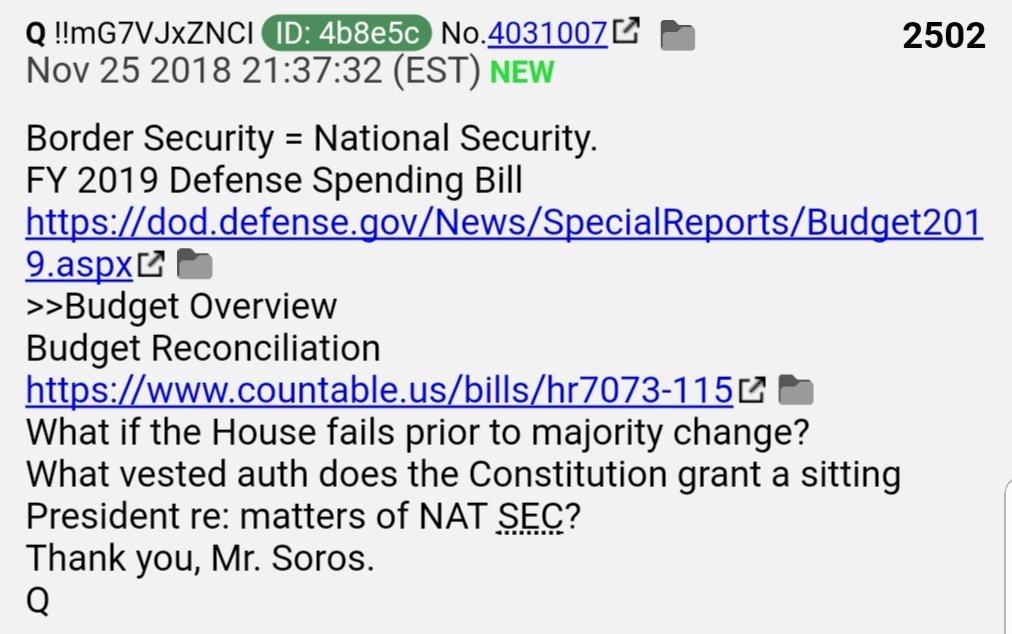 Q !!mG7VJxZNCI ID: 4b8e5c No.4031007 2502
Nov 25 2018 21:37:32 (EST) NEW
Border Security = National Security.
FY 2019 Defense Spending Bill
https://dod.defense.gov/News/SpecialReports/Budget201
9.aspx
>>Budget Overview
Budget Reconciliation
https://www.countable.us/bills/hr7073-115
What if the House fails prior to majority change?
What vested auth does the Constitution grant a sitting
President re: matters of NAT SEC?
Thank you, Mr. Soros.
Q